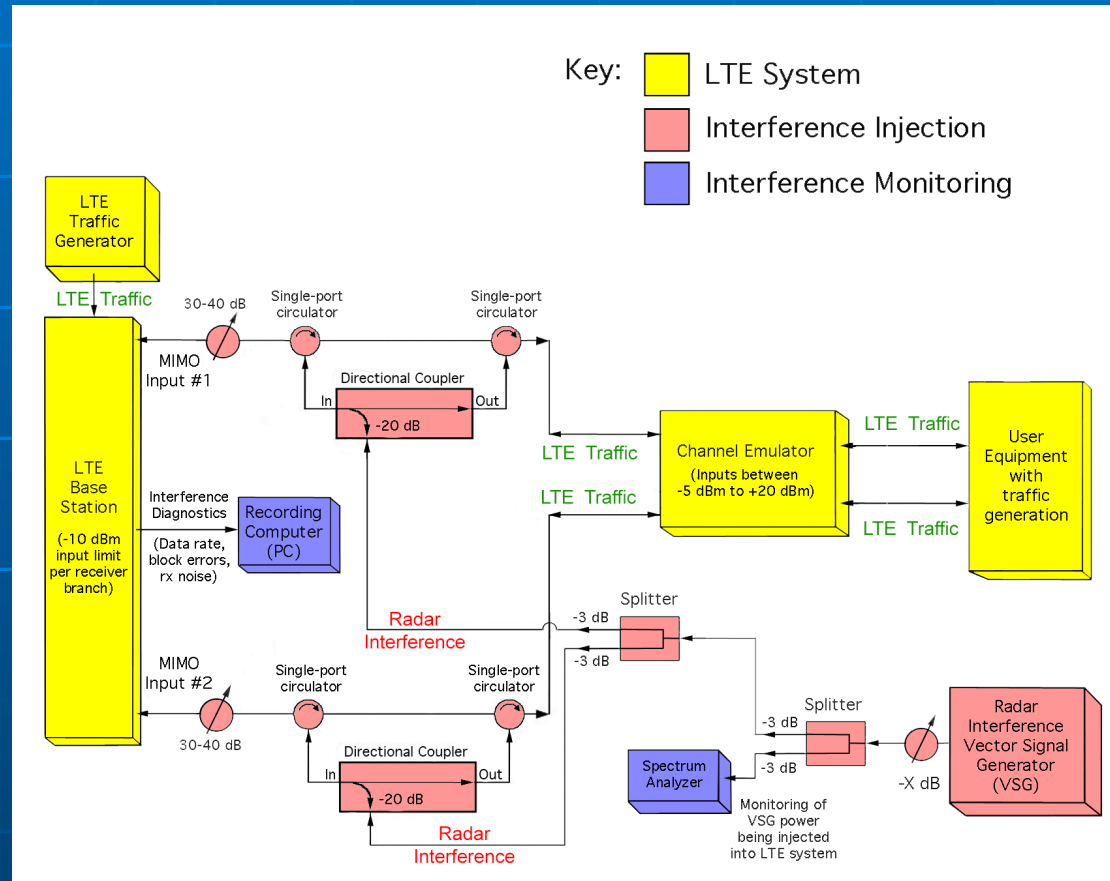 Key:
LTE System
Interference Injection
Interference Monitoring
LTE
Traffic
Generator
LTE Traffic
30-40 dB
Single-port
circulator
Single-port
circulator
MIMO
Input #1
Directional Coupler
In
Out
-20 dB
LTE Traffic
LTE Traffic
Channel Emulator
(Inputs between
-5 dBm to +20 dBm)
LTE Traffic
LTE Traffic
User
Equipment
with
traffic
generation
LTE
Base
Station
(-10 dBm
input limit
per receiver
branch)
Interference
Diagnostics
(Data rate,
block errors,
rx noise)
Recording
Computer
(PC)
Radar
Interference
Splitter
-3 dB
-3 dB
MIMO
Input #2
30-40 dB
Single-port
circulator
Single-port
circulator
Directional Coupler
In
Out
-20 dB
Radar
Interference
Splitter
-3 dB
-3 dB
Spectrum
Analyzer
Monitoring of
VSG power
being injected
into LTE system
-X dB
Radar
Interference
Vector Signal
Generator
(VSG)